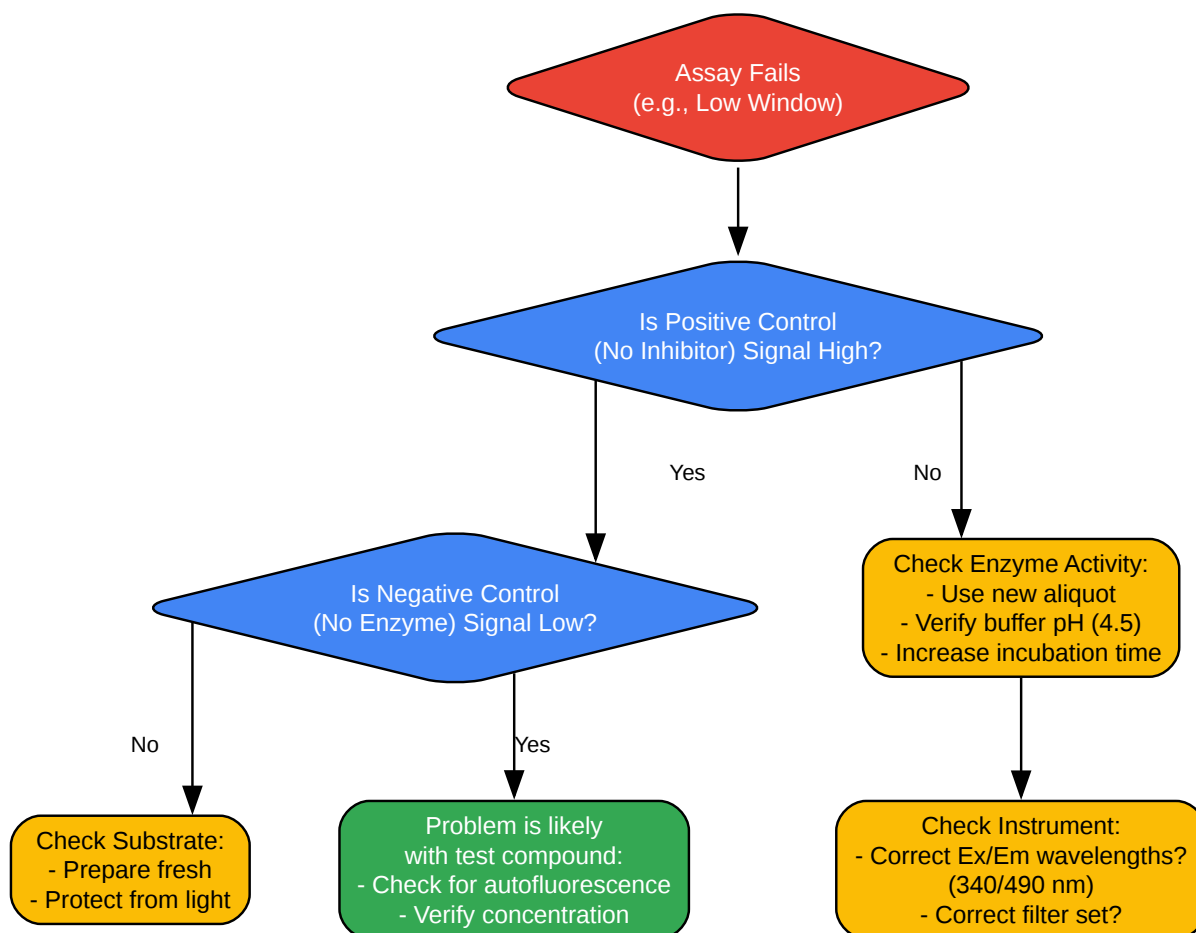 Assay Fails
(e.g., Low Window)
Is Positive Control
(No Inhibitor) Signal High?
Yes
No
Is Negative Control
(No Enzyme) Signal Low?
Check Enzyme Activity:
- Use new aliquot
- Verify buffer pH (4.5)
- Increase incubation time
No
Yes
Check Substrate:
- Prepare fresh
- Protect from light
Problem is likely
with test compound:
- Check for autofluorescence
- Verify concentration
Check Instrument:
- Correct Ex/Em wavelengths?
(340/490 nm)
- Correct filter set?